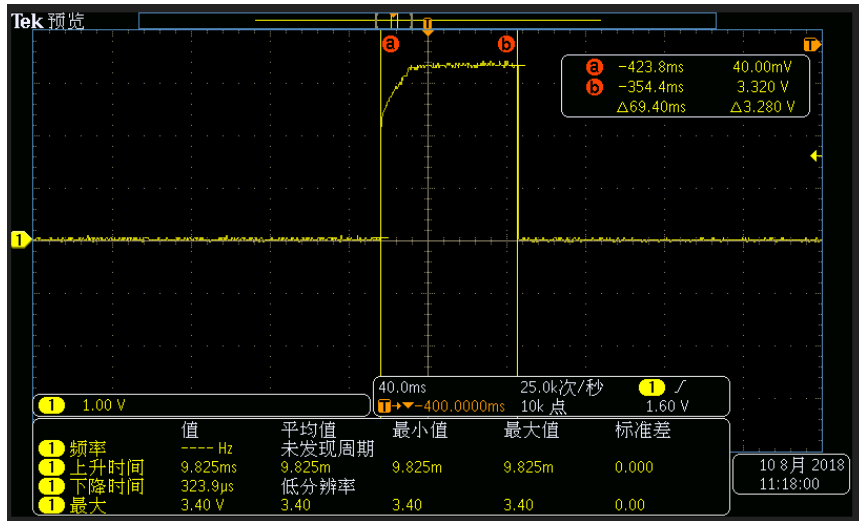 Tek 预览
T
a b
T
a -423.8ms 40.00mV
b -354.4ms 3.320 V
△69.40ms △3.280 V
1
40.0ms 25.0k次/秒 1
1 1.00 V
T→▼-400.0000ms 10k 点 1.60 V
值 平均值 最小值 最大值 标准差
1 频率 ---- Hz 未发现周期
1 上升时间 9.825ms 9.825m 9.825m 9.825m 0.000
1 下降时间 323.9µs 低分辨率
1 最大 3.40 V 3.40 3.40 3.40 0.00
10 8月 2018
11:18:00